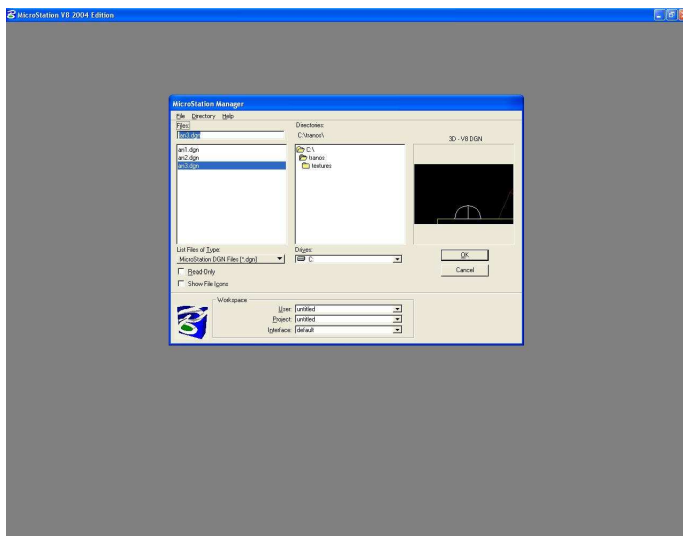 MicroStation V8 2004 Edition
MicroStation Manager
File Directory Help
Files:
an3.dgn
an1.dgn
an2.dgn
an3.dgn
List Files of Type:
MicroStation DGN Files [*.dgn]
Read Only
Show File Icons
Directories:
C:\tranos\
C:\
tranos
textures
Drives:
C:
3D - V8 DGN
OK
Cancel
Workspace
User: untitled
Project: untitled
Interface: default